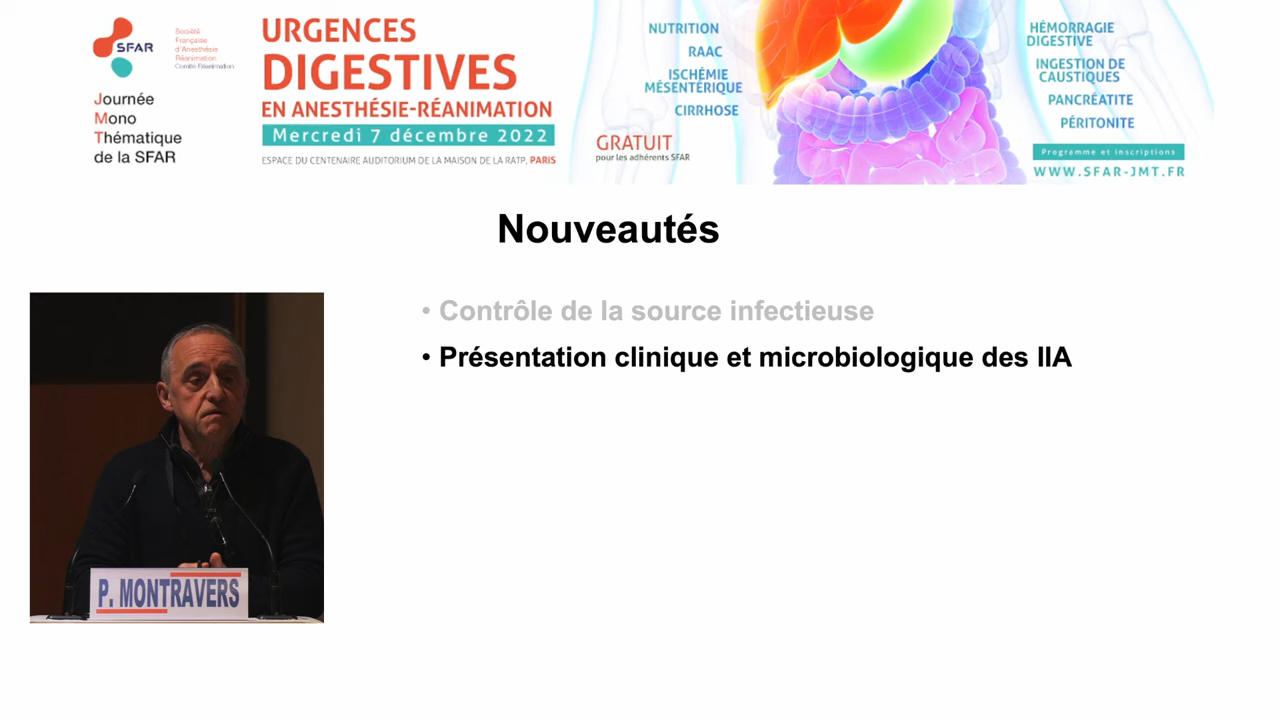 SFAR
Société
Française
d'Anesthésie
Réanimation
Comité Réanimation
Journée
Mono
Thématique
de la SFAR
URGENCES
DIGESTIVES
EN ANESTHÉSIE-RÉANIMATION
Mercredi 7 décembre 2022
ESPACE DU CENTENAIRE AUDITORIUM DE LA MAISON DE LA RATP, PARIS
NUTRITION
RAAC
ISCHÉMIE
MÉSENTÉRIQUE
CIRRHOSE
GRATUIT
pour les adhérents SFAR
HÉMORRAGIE
DIGESTIVE
INGESTION DE
CAUSTIQUES
PANCRÉATITE
PÉRITONITE
Programme et inscriptions
WWW.SFAR-JMT.FR
Nouveautés
• Contrôle de la source infectieuse
• Présentation clinique et microbiologique des IIA
P. MONTRAVERS